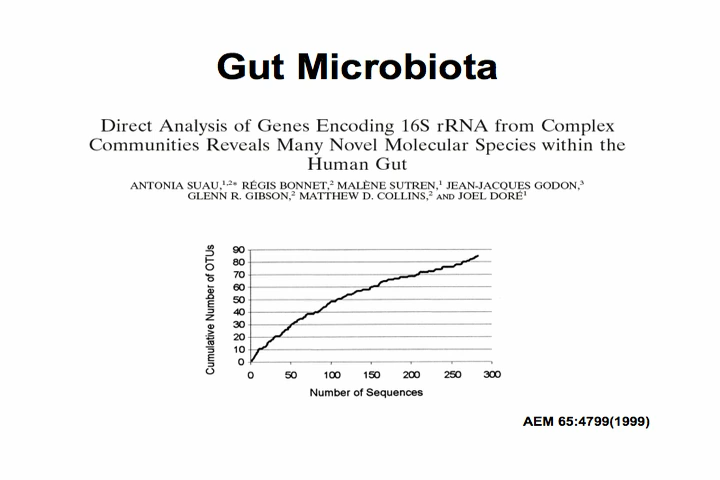 Gut Microbiota
Direct Analysis of Genes Encoding 16S rRNA from Complex
Communities Reveals Many Novel Molecular Species within the
Human Gut
ANTONIA SUAU,1,2* RÉGIS BONNET,2 MALÈNE SUTREN,1 JEAN-JACQUES GODON,3
GLENN R. GIBSON,2 MATTHEW D. COLLINS,2 AND JOEL DORÉ1
Cumulative Number of OTUs
90
80
70
60
50
40
30
20
10
0
0 50 100 150 200 250 300
Number of Sequences
AEM 65:4799(1999)